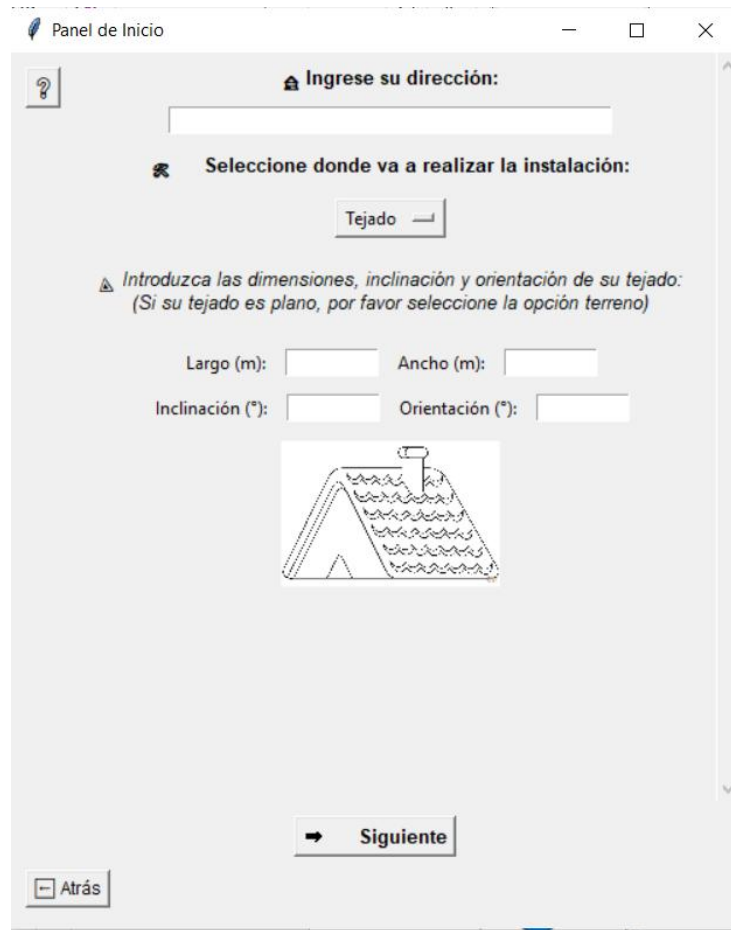 Panel de Inicio
?
Ingrese su dirección:
Seleccione donde va a realizar la instalación:
Tejado
Introduzca las dimensiones, inclinación y orientación de su tejado:
(Si su tejado es plano, por favor seleccione la opción terreno)
Largo (m): Ancho (m):
Inclinación (°): Orientación (°):
Siguiente
Atrás